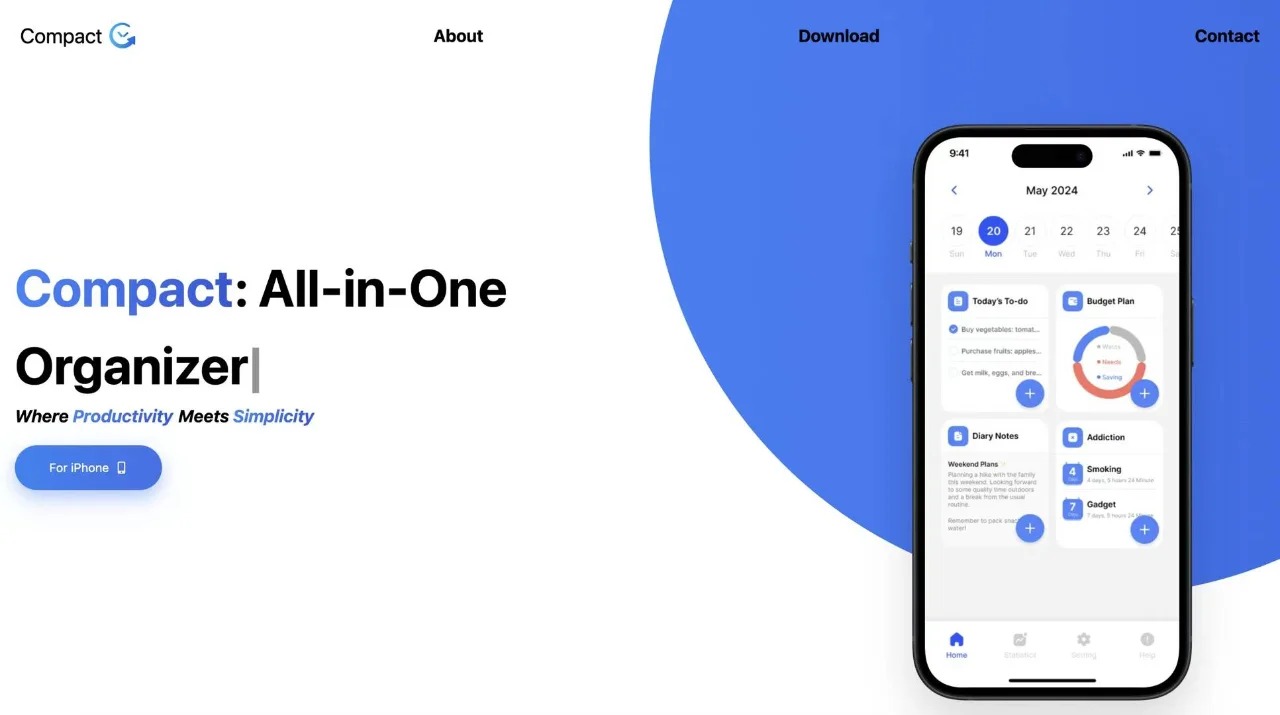 Compact
About
Download
Contact
Compact: All-in-One
Organizer
Where Productivity Meets Simplicity
For iPhone
9:41
May 2024
19 20 21 22 23 24 25
Sun Mon Tue Wed Thu Fri Sa
Today's To-do
Buy vegetables: tomat...
Purchase fruits: apples...
Get milk, eggs, and bre...
Budget Plan
Wants
Needs
Saving
Diary Notes
Weekend Plans
Planning a hike with the family
this weekend. Looking forward
to some quality time outdoors
and a break from the usual
routine.
Remember to pack snac
water!
Addiction
4
Days
Smoking
4 days, 5 hours 24 Minute
7
Days
Gadget
7 days, 5 hours 24 Minute
Home
Statistics
Setting
Help